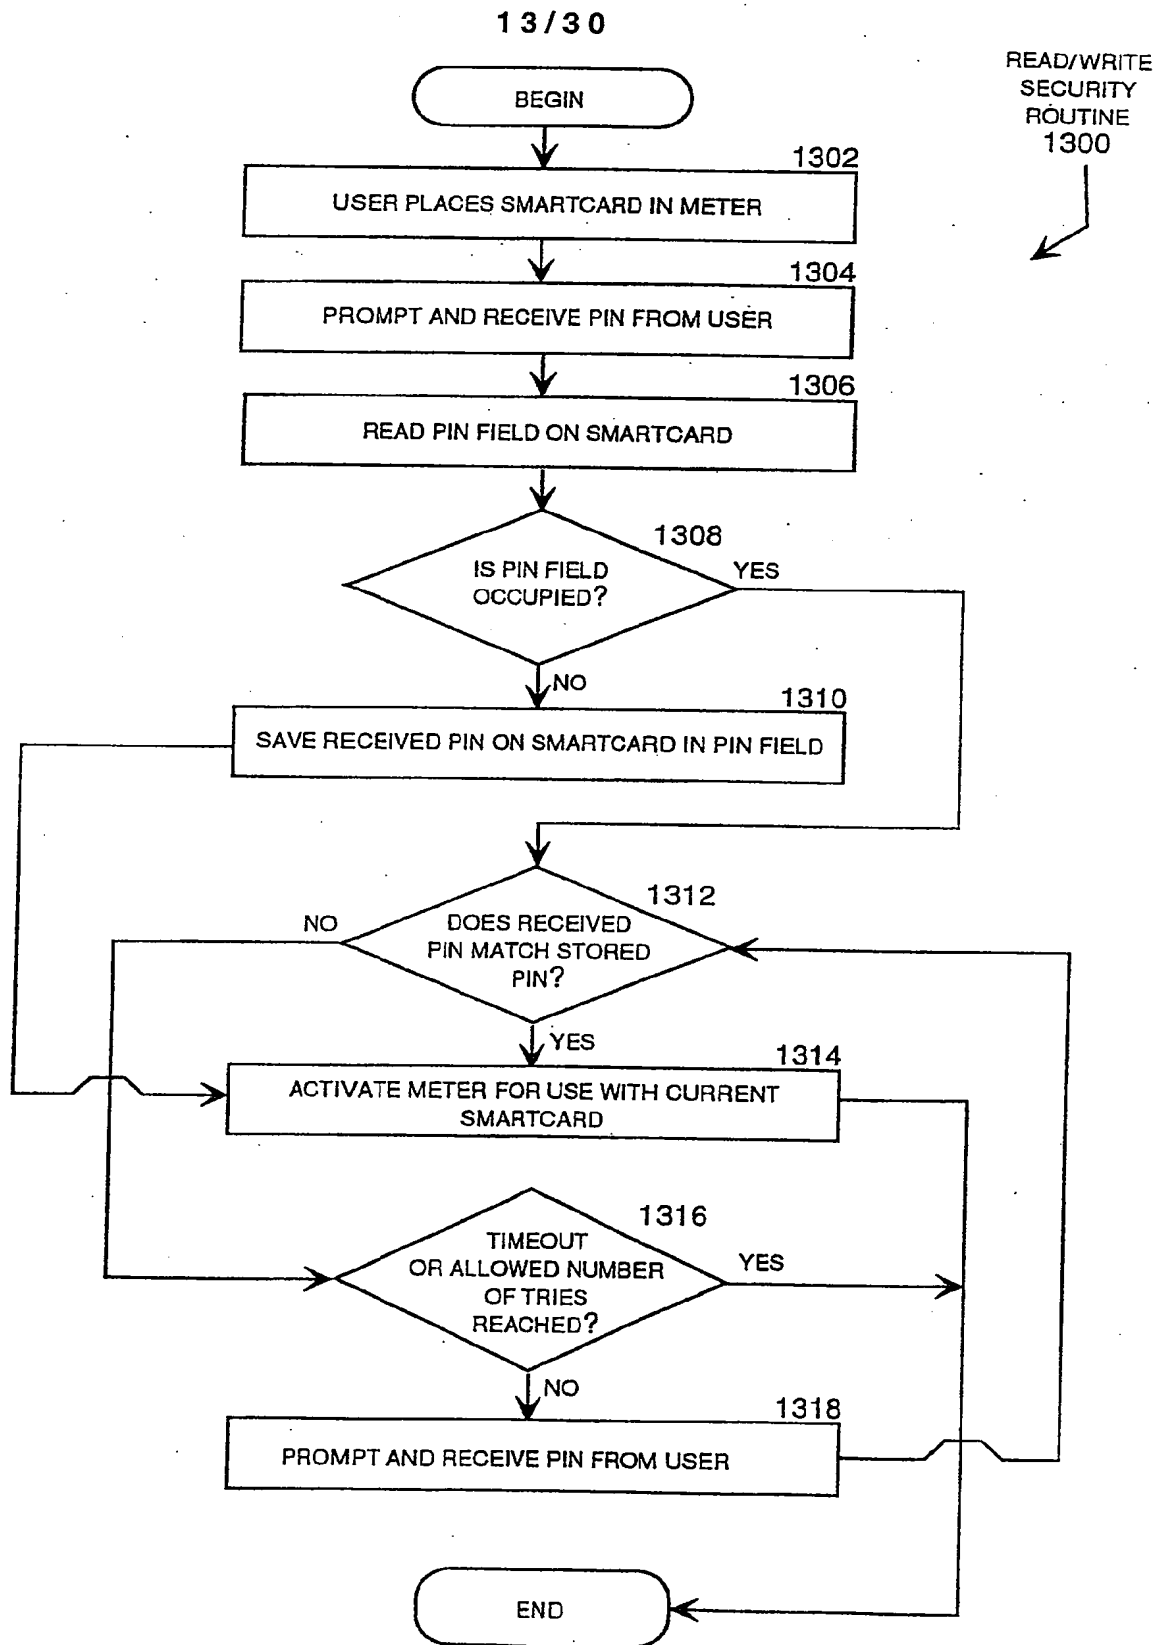 13/30
READ/WRITE
SECURITY
ROUTINE
1300
BEGIN
1302
USER PLACES SMARTCARD IN METER
1304
PROMPT AND RECEIVE PIN FROM USER
1306
READ PIN FIELD ON SMARTCARD
1308
IS PIN FIELD
OCCUPIED?
YES
NO
1310
SAVE RECEIVED PIN ON SMARTCARD IN PIN FIELD
1312
NO
DOES RECEIVED
PIN MATCH STORED
PIN?
YES
1314
ACTIVATE METER FOR USE WITH CURRENT
SMARTCARD
1316
TIMEOUT
OR ALLOWED NUMBER
OF TRIES
REACHED?
YES
NO
1318
PROMPT AND RECEIVE PIN FROM USER
END